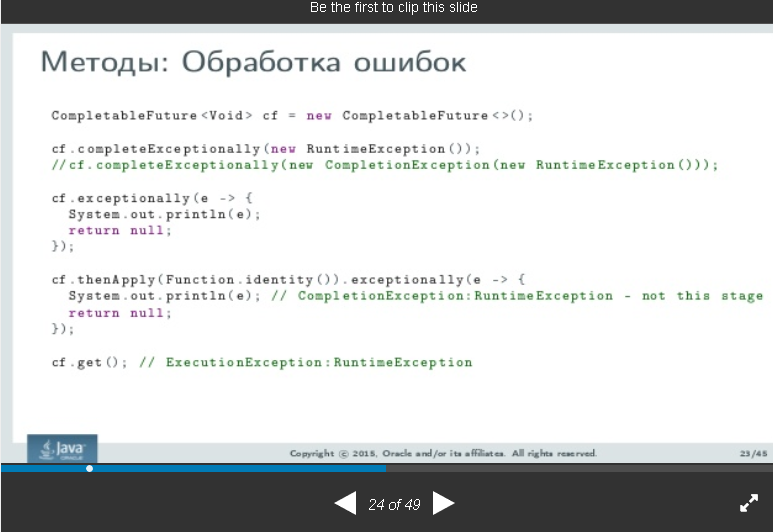 Be the first to clip this slide
Методы: Обработка ошибок
CompletableFuture<Void> cf = new CompletableFuture<>();
cf.completeExceptionally(new RuntimeException());
//cf.completeExceptionally(new CompletionException(new RuntimeException()));
cf.exceptionally(e -> {
System.out.println(e);
return null;
});
cf.thenApply(Function.identity()).exceptionally(e -> {
System.out.println(e); // CompletionException:RuntimeException - not this stage
return null;
});
cf.get(); // ExecutionException:RuntimeException
Java
ORACLE
Copyright © 2015, Oracle and/or its affiliates. All rights reserved.
23/45
24 of 49